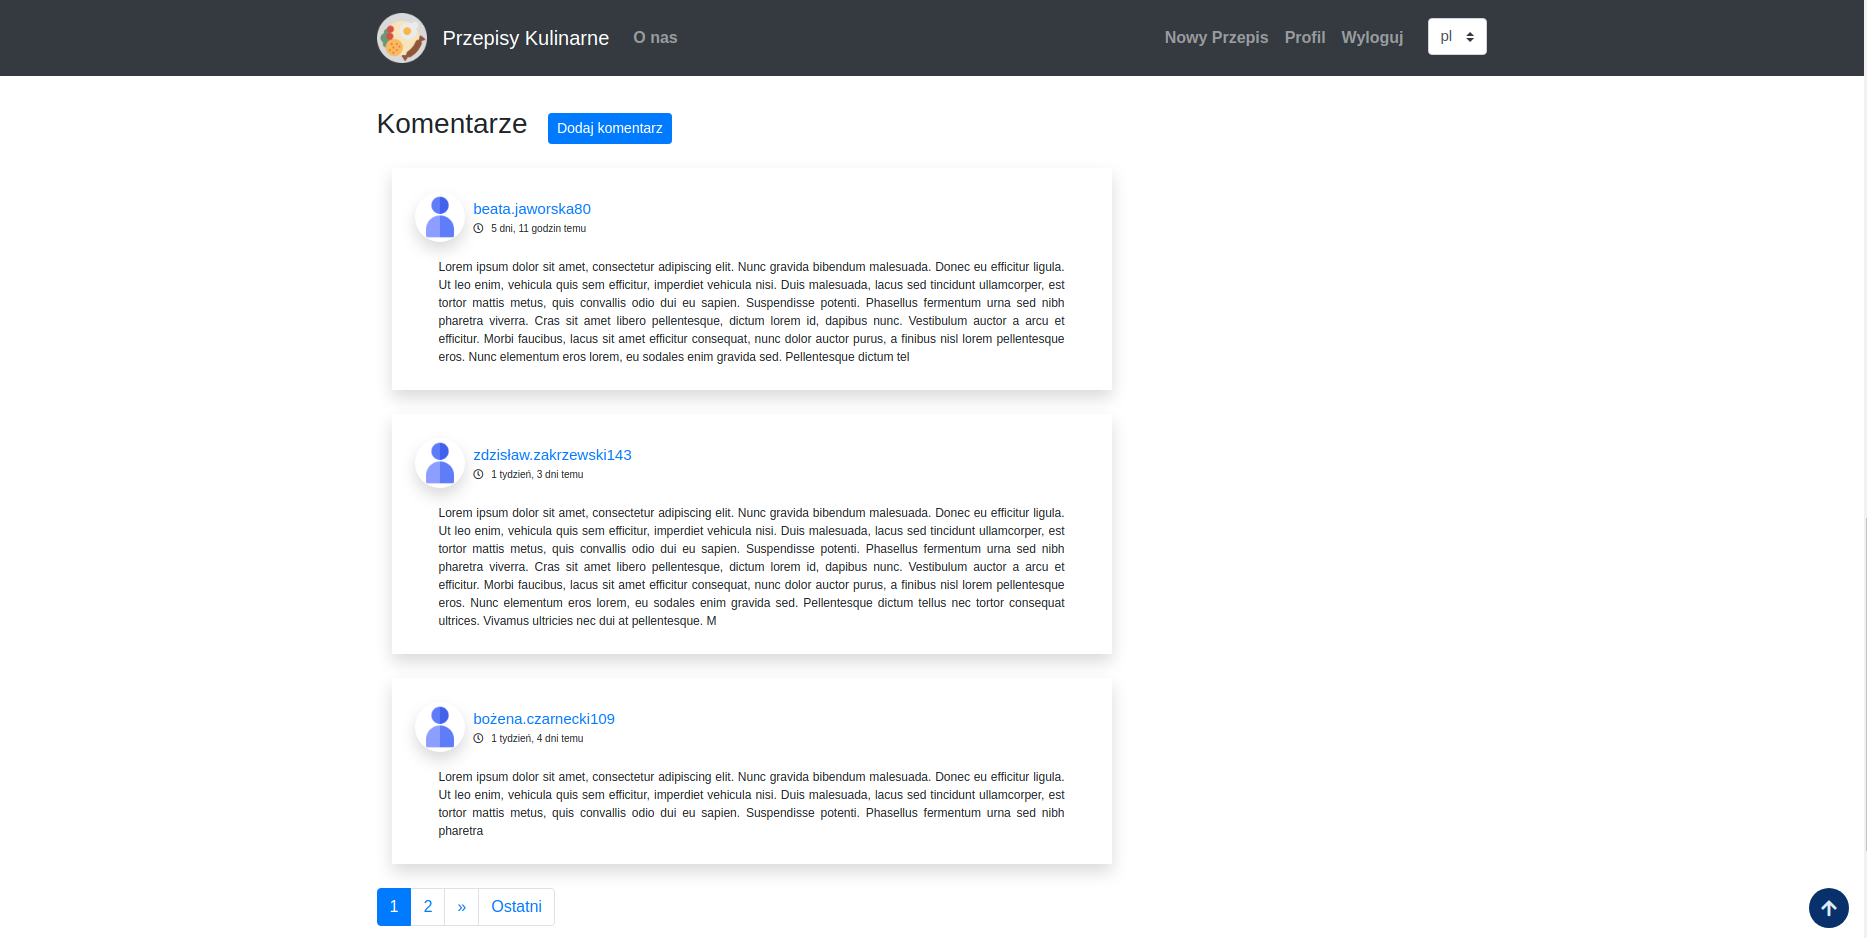 Przepisy Kulinarne O nas Nowy Przepis Profil Wyloguj pl
Komentarze Dodaj komentarz
beata.jaworska80
5 dni, 11 godzin temu
Lorem ipsum dolor sit amet, consectetur adipiscing elit. Nunc gravida bibendum malesuada. Donec eu efficitur ligula.
Ut leo enim, vehicula quis sem efficitur, imperdiet vehicula nisi. Duis malesuada, lacus sed tincidunt ullamcorper, est
tortor mattis metus, quis convallis odio dui eu sapien. Suspendisse potenti. Phasellus fermentum urna sed nibh
pharetra viverra. Cras sit amet libero pellentesque, dictum lorem id, dapibus nunc. Vestibulum auctor a arcu et
efficitur. Morbi faucibus, lacus sit amet efficitur consequat, nunc dolor auctor purus, a finibus nisl lorem pellentesque
eros. Nunc elementum eros lorem, eu sodales enim gravida sed. Pellentesque dictum tel
zdzisław.zakrzewski143
1 tydzień, 3 dni temu
Lorem ipsum dolor sit amet, consectetur adipiscing elit. Nunc gravida bibendum malesuada. Donec eu efficitur ligula.
Ut leo enim, vehicula quis sem efficitur, imperdiet vehicula nisi. Duis malesuada, lacus sed tincidunt ullamcorper, est
tortor mattis metus, quis convallis odio dui eu sapien. Suspendisse potenti. Phasellus fermentum urna sed nibh
pharetra viverra. Cras sit amet libero pellentesque, dictum lorem id, dapibus nunc. Vestibulum auctor a arcu et
efficitur. Morbi faucibus, lacus sit amet efficitur consequat, nunc dolor auctor purus, a finibus nisl lorem pellentesque
eros. Nunc elementum eros lorem, eu sodales enim gravida sed. Pellentesque dictum tellus nec tortor consequat
ultrices. Vivamus ultricies nec dui at pellentesque. M
bożena.czarnecki109
1 tydzień, 4 dni temu
Lorem ipsum dolor sit amet, consectetur adipiscing elit. Nunc gravida bibendum malesuada. Donec eu efficitur ligula.
Ut leo enim, vehicula quis sem efficitur, imperdiet vehicula nisi. Duis malesuada, lacus sed tincidunt ullamcorper, est
tortor mattis metus, quis convallis odio dui eu sapien. Suspendisse potenti. Phasellus fermentum urna sed nibh
pharetra
1 2 » Ostatni